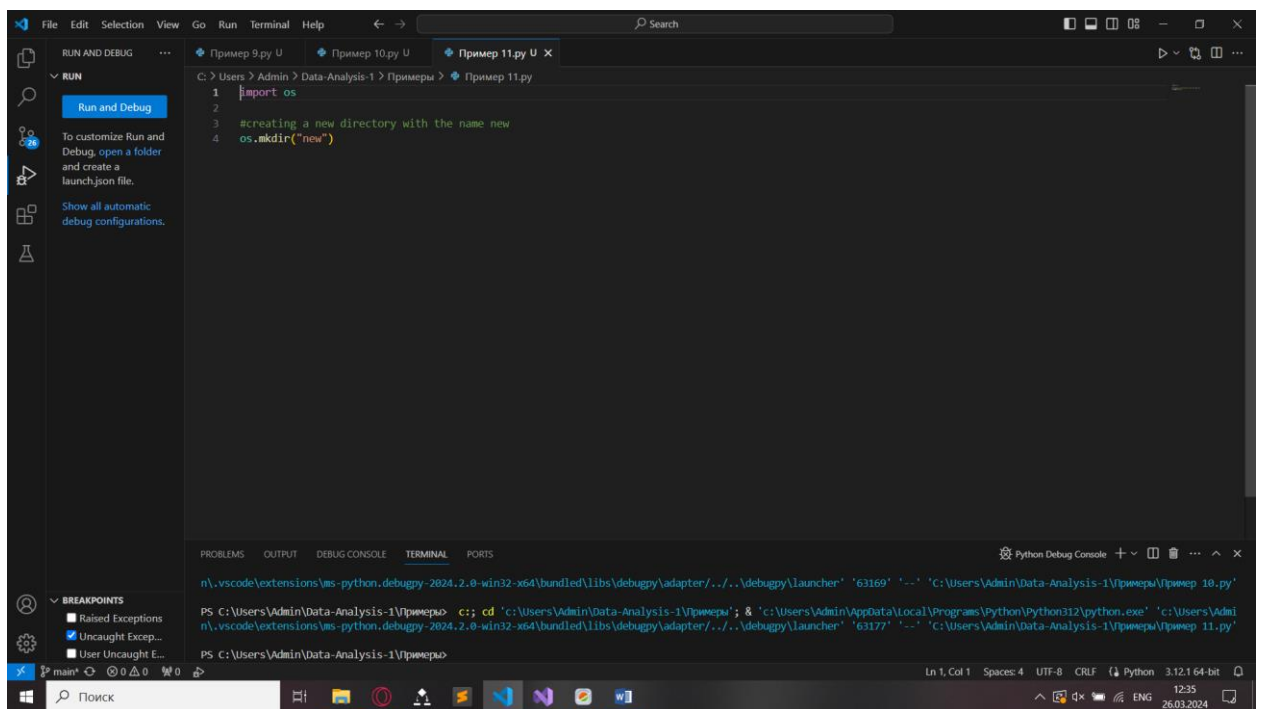 File Edit Selection View Go Run Terminal Help
Search
RUN AND DEBUG
Пример 9.py U
Пример 10.py U
Пример 11.py U
RUN
C: > Users > Admin > Data-Analysis-1 > Примеры > Пример 11.py
Run and Debug
To customize Run and
Debug, open a folder
and create a
launch.json file.
Show all automatic
debug configurations.
26
1 import os
2
3 #creating a new directory with the name new
4 os.mkdir("new")
PROBLEMS OUTPUT DEBUG CONSOLE TERMINAL PORTS
Python Debug Console
n\.vscode\extensions\ms-python.debugpy-2024.2.0-win32-x64\bundled\libs\debugpy\adapter/../..\debugpy\launcher' '63169' '--' 'C:\Users\Admin\Data-Analysis-1\Примеры\Пример 10.py'
PS C:\Users\Admin\Data-Analysis-1\Примеры> c:; cd 'c:\Users\Admin\Data-Analysis-1\Примеры'; & 'c:\Users\Admin\AppData\Local\Programs\Python\Python312\python.exe' 'c:\Users\Admi
n\.vscode\extensions\ms-python.debugpy-2024.2.0-win32-x64\bundled\libs\debugpy\adapter/../..\debugpy\launcher' '63177' '--' 'C:\Users\Admin\Data-Analysis-1\Примеры\Пример 11.py'
PS C:\Users\Admin\Data-Analysis-1\Примеры>
BREAKPOINTS
Raised Exceptions
Uncaught Excep...
User Uncaught E...
main* 0 0 0
Ln 1, Col 1 Spaces: 4 UTF-8 CRLF Python 3.12.1 64-bit
Поиск
ENG
12:35
26.03.2024